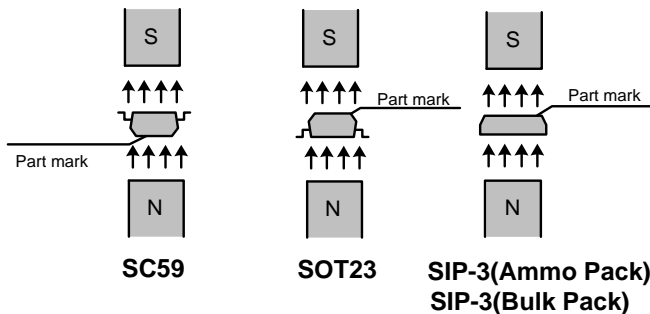 S
S
S
Part mark
Part mark
Part mark
N
N
N
SC59
SOT23
SIP-3(Ammo Pack)
SIP-3(Bulk Pack)